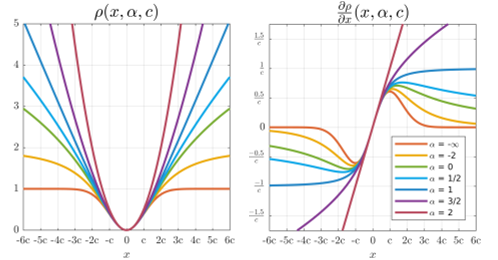 ρ(x, α, c)
5
4
3
2
1
0
-6c -5c -4c -3c -2c -c 0 c 2c 3c 4c 5c 6c
x
∂ρ/∂x (x, α, c)
1.5/c
1/c
0.5/c
0
-0.5/c
-1/c
-1.5/c
α = -∞
α = -2
α = 0
α = 1/2
α = 1
α = 3/2
α = 2
-6c -5c -4c -3c -2c -c 0 c 2c 3c 4c 5c 6c
x